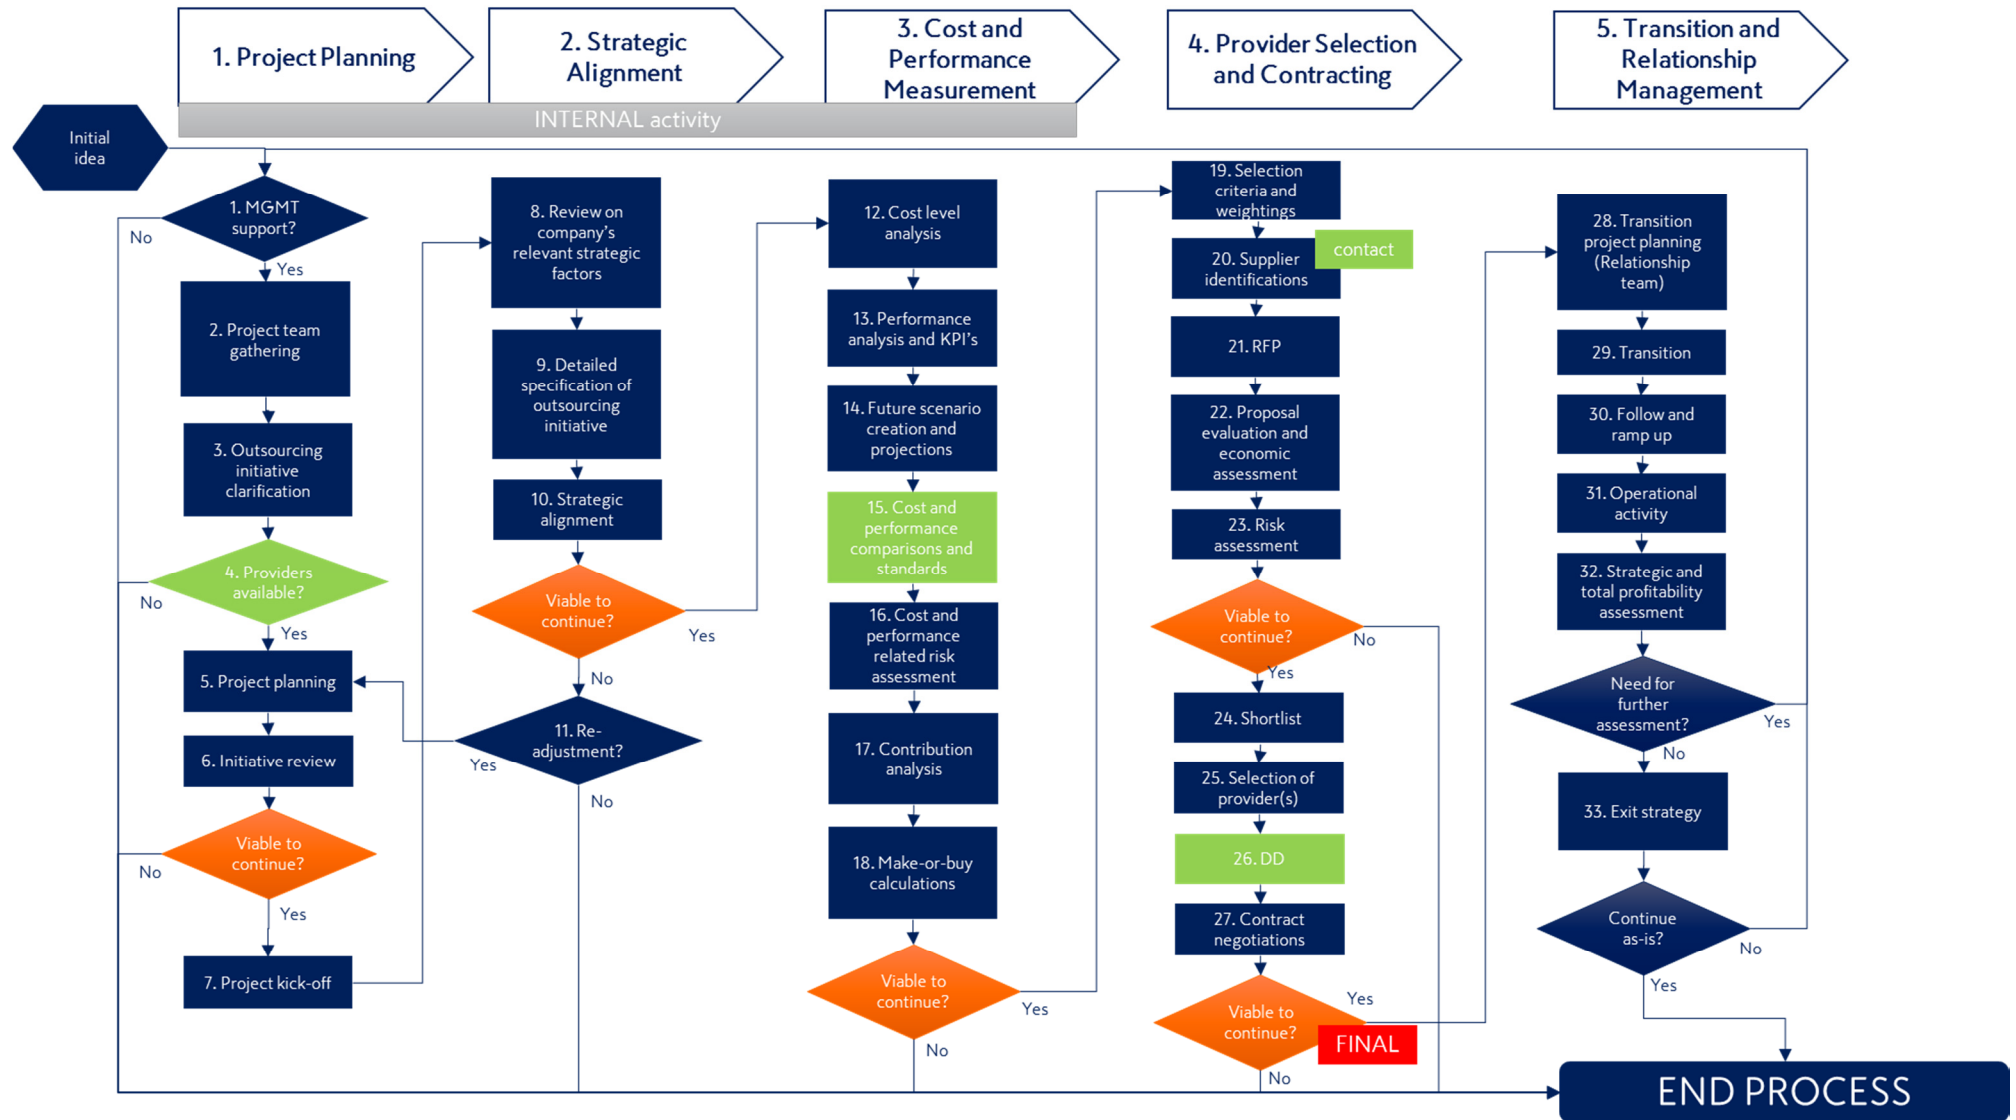 1. Project Planning
2. Strategic
Alignment
3. Cost and
Performance
Measurement
4. Provider Selection
and Contracting
5. Transition and
Relationship
Management
INTERNAL activity
Initial
idea
1. MGMT
support?
No
Yes
2. Project team
gathering
3. Outsourcing
initiative
clarification
4. Providers
available?
No
Yes
5. Project planning
6. Initiative review
Viable to
continue?
No
Yes
7. Project kick-off
8. Review on
company's
relevant strategic
factors
9. Detailed
specification of
outsourcing
initiative
10. Strategic
alignment
Viable to
continue?
Yes
No
11. Re-
adjustment?
Yes
No
12. Cost level
analysis
13. Performance
analysis and KPI's
14. Future scenario
creation and
projections
15. Cost and
performance
comparisons and
standards
16. Cost and
performance
related risk
assessment
17. Contribution
analysis
18. Make-or-buy
calculations
Viable to
continue?
Yes
No
19. Selection
criteria and
weightings
contact
20. Supplier
identifications
21. RFP
22. Proposal
evaluation and
economic
assessment
23. Risk
assessment
Viable to
continue?
No
Yes
24. Shortlist
25. Selection of
provider(s)
26. DD
27. Contract
negotiations
Viable to
continue?
Yes
FINAL
No
28. Transition
project planning
(Relationship
team)
29. Transition
30. Follow and
ramp up
31. Operational
activity
32. Strategic and
total profitability
assessment
Need for
further
assessment?
Yes
No
33. Exit strategy
Continue
as-is?
No
Yes
END PROCESS